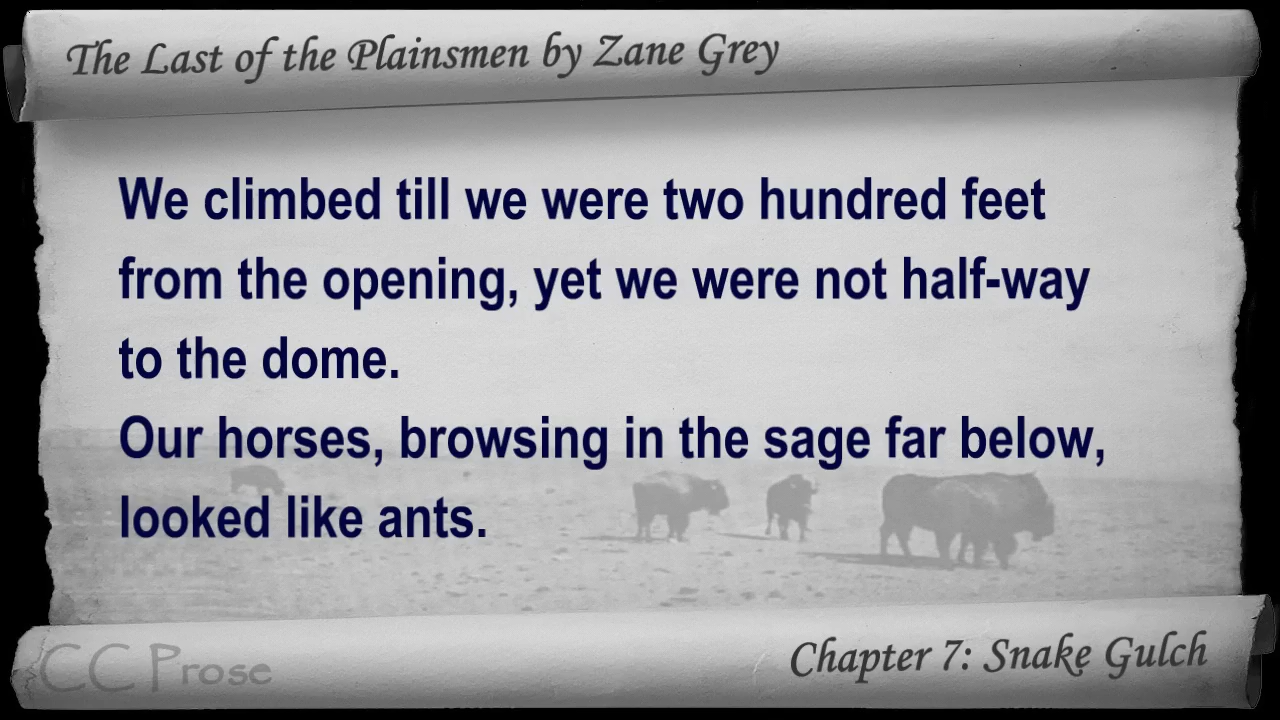 The Last of the Plainsmen by Zane Grey
We climbed till we were two hundred feet
from the opening, yet we were not half-way
to the dome.
Our horses, browsing in the sage far below,
looked like ants.
CC Prose
Chapter 7: Snake Gulch